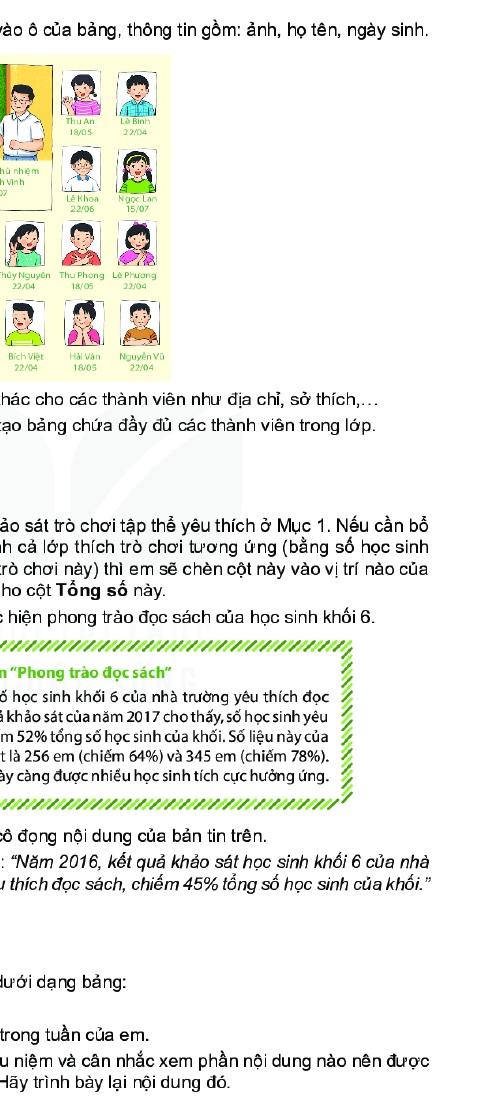 vào ô của bảng, thông tin gồm: ảnh, họ tên, ngày sinh.
Thu An Lê Bình
18/05 22/04
nhiệm
Vinh
07
Lê Khoa Ngọc Lan
22/06 15/07
Thủy Nguyên Thu Phong Lê Phương
22/04 18/05 22/04
Bích Việt Hải Vân Nguyễn Vũ
22/04 18/05 22/04
khác cho các thành viên như địa chỉ, sở thích,...
tạo bảng chứa đầy đủ các thành viên trong lớp.
ảo sát trò chơi tập thể yêu thích ở Mục 1. Nếu cần bổ
nh cả lớp thích trò chơi tương ứng (bằng số học sinh
trò chơi này) thì em sẽ chèn cột này vào vị trí nào của
ho cột Tổng số này.
c hiện phong trào đọc sách của học sinh khối 6.
n “Phong trào đọc sách”
ố học sinh khối 6 của nhà trường yêu thích đọc
ả khảo sát của năm 2017 cho thấy, số học sinh yêu
m 52% tổng số học sinh của khối. Số liệu này của
t là 256 em (chiếm 64%) và 345 em (chiếm 78%).
ày càng được nhiều học sinh tích cực hưởng ứng.
cô đọng nội dung của bản tin trên.
: “Năm 2016, kết quả khảo sát học sinh khối 6 của nhà
u thích đọc sách, chiếm 45% tổng số học sinh của khối.”
dưới dạng bảng:
trong tuần của em.
u niệm và cân nhắc xem phần nội dung nào nên được
Hãy trình bày lại nội dung đó.